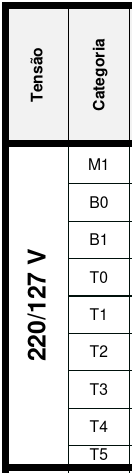 Tensão
Categoria
220/127 V
M1
B0
B1
T0
T1
T2
T3
T4
T5